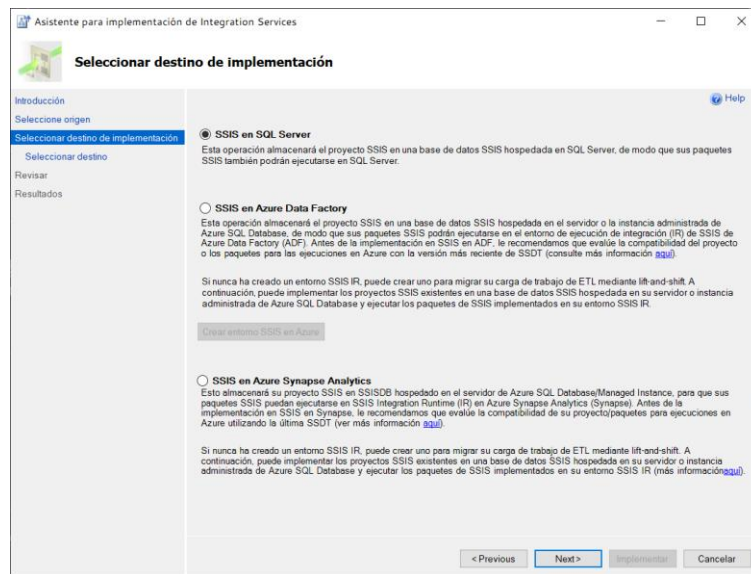 Asistente para implementación de Integration Services
Seleccionar destino de implementación
Help
Introducción
Seleccione origen
Seleccionar destino de implementación
Seleccionar destino
Revisar
Resultados
SSIS en SQL Server
Esta operación almacenará el proyecto SSIS en una base de datos SSIS hospedada en SQL Server, de modo que sus paquetes
SSIS también podrán ejecutarse en SQL Server.
SSIS en Azure Data Factory
Esta operación almacenará el proyecto SSIS en una base de datos SSIS hospedada en el servidor o la instancia administrada de
Azure SQL Database, de modo que sus paquetes SSIS podrán ejecutarse en el entorno de ejecución de integración (IR) de SSIS de
Azure Data Factory (ADF). Antes de la implementación en SSIS en ADF, le recomendamos que evalúe la compatibilidad del proyecto
o los paquetes para las ejecuciones en Azure con la versión más reciente de SSDT (consulte más información aquí).
Si nunca ha creado un entorno SSIS IR, puede crear uno para migrar su carga de trabajo de ETL mediante lift-and-shift. A
continuación, puede implementar los proyectos SSIS existentes en una base de datos SSIS hospedada en su servidor o instancia
administrada de Azure SQL Database y ejecutar los paquetes de SSIS implementados en su entorno SSIS IR.
Crear entorno SSIS en Azure
SSIS en Azure Synapse Analytics
Esto almacenará su proyecto SSIS en SSISDB hospedado en el servidor de Azure SQL Database/Managed Instance, para que sus
paquetes SSIS puedan ejecutarse en SSIS Integration Runtime (IR) en Azure Synapse Analytics (Synapse). Antes de la
implementación en SSIS en Synapse, le recomendamos que evalúe la compatibilidad de su proyecto/paquetes para ejecuciones en
Azure utilizando la última SSDT (ver más información aquí).
Si nunca ha creado un entorno SSIS IR, puede crear uno para migrar su carga de trabajo de ETL mediante lift-and-shift. A
continuación, puede implementar los proyectos SSIS existentes en una base de datos SSIS hospedada en su servidor o instancia
administrada de Azure SQL Database y ejecutar los paquetes de SSIS implementados en su entorno SSIS IR (más informaciónaquí).
< Previous
Next >
Implementar
Cancelar